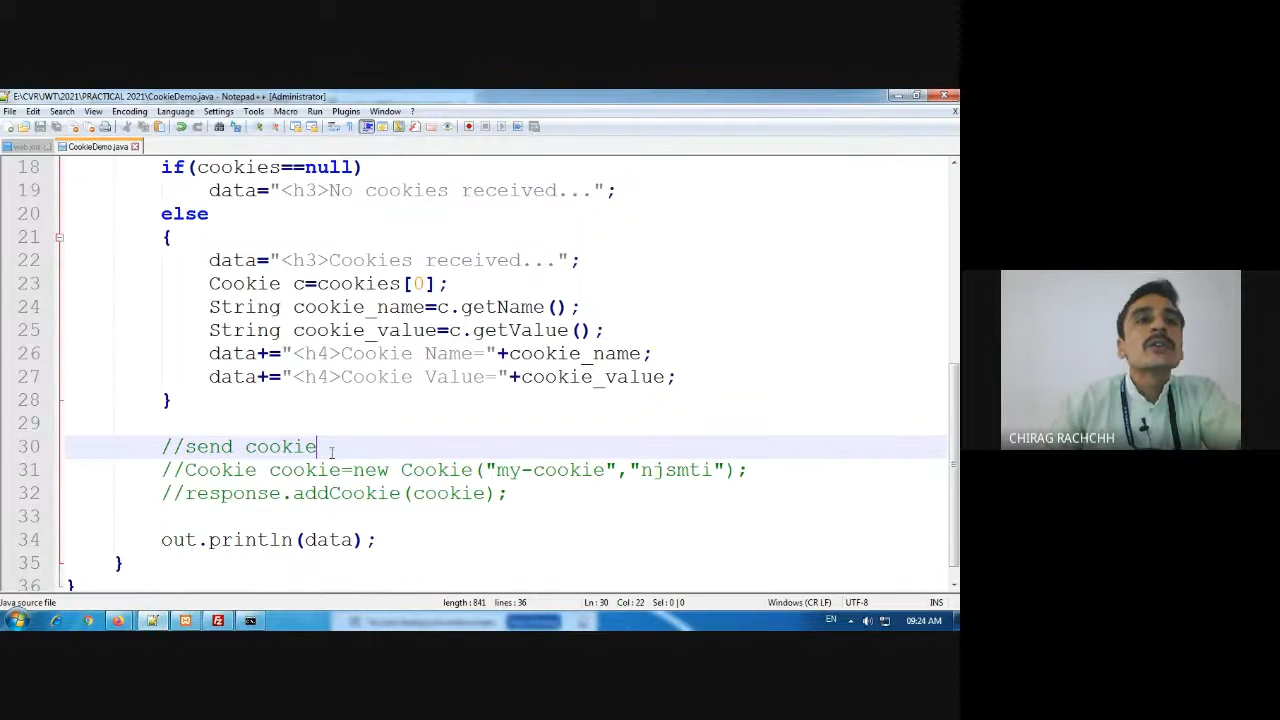 E:\CVR\IWT\2021\PRACTICAL 2021\CookieDemo.java - Notepad++ [Administrator]
File Edit Search View Encoding Language Settings Tools Macro Run Plugins Window ? X
web.xml CookieDemo.java
18 if(cookies==null)
19 data="<h3>No cookies received...";
20 else
21 {
22 data="<h3>Cookies received...";
23 Cookie c=cookies[0];
24 String cookie_name=c.getName();
25 String cookie_value=c.getValue();
26 data+="<h4>Cookie Name="+cookie_name;
27 data+="<h4>Cookie Value="+cookie_value;
28 }
29
30 //send cookie
31 //Cookie cookie=new Cookie("my-cookie","njsmti");
32 //response.addCookie(cookie);
33
34 out.println(data);
35 }
36 }
Java source file length : 841 lines : 36 Ln : 30 Col : 22 Sel : 0 | 0 Windows (CR LF) UTF-8 INS
EN 09:24 AM
CHIRAG RACHCHH